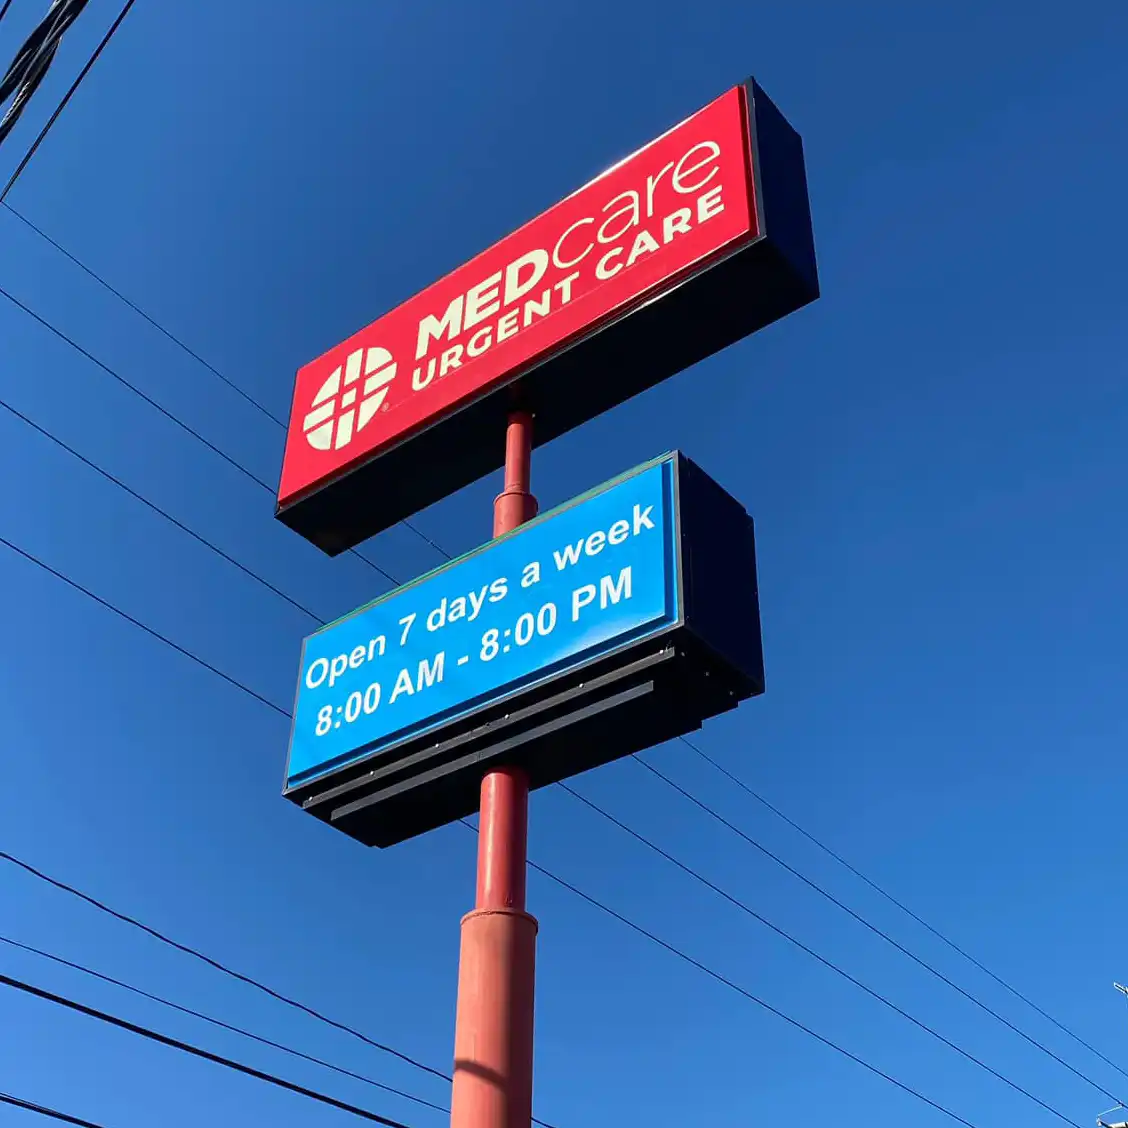 MEDcare
URGENT CARE
®
Open 7 days a week
8:00 AM - 8:00 PM